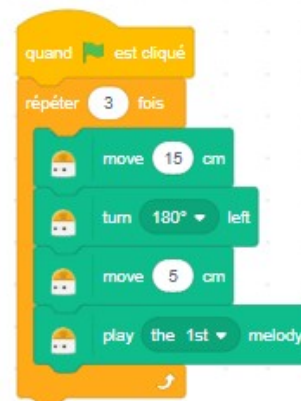 quand est cliqué
répéter 3 fois
move 15 cm
turn 180° left
move 5 cm
play the 1st melody